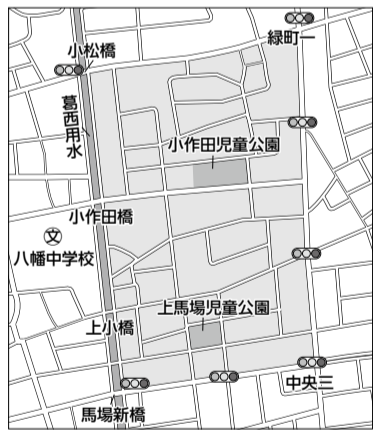 緑町一
小松橋
葛西用水
小作田児童公園
小作田橋
文
八幡中学校
上馬場児童公園
上小橋
中央三
馬場新橋